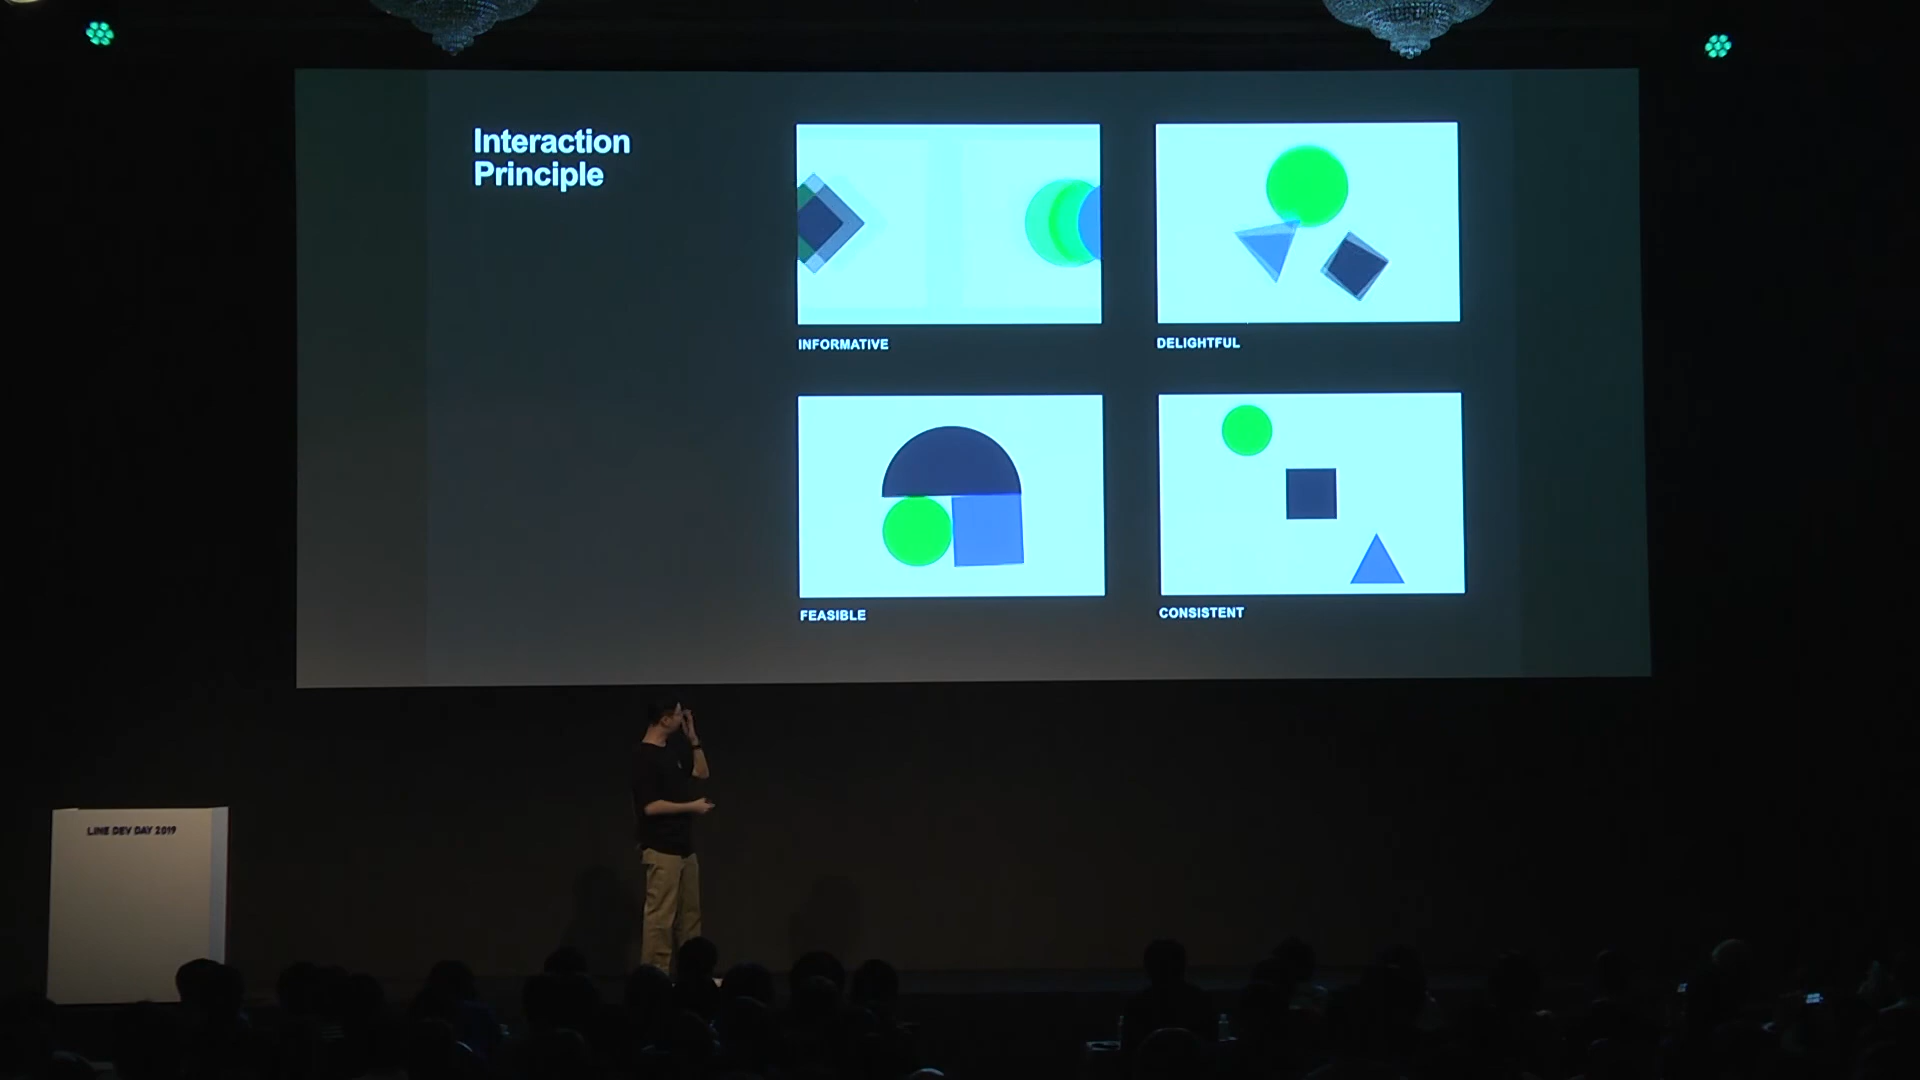 Interaction
Principle
INFORMATIVE
DELIGHTFUL
FEASIBLE
CONSISTENT
LINE DEV DAY 2019